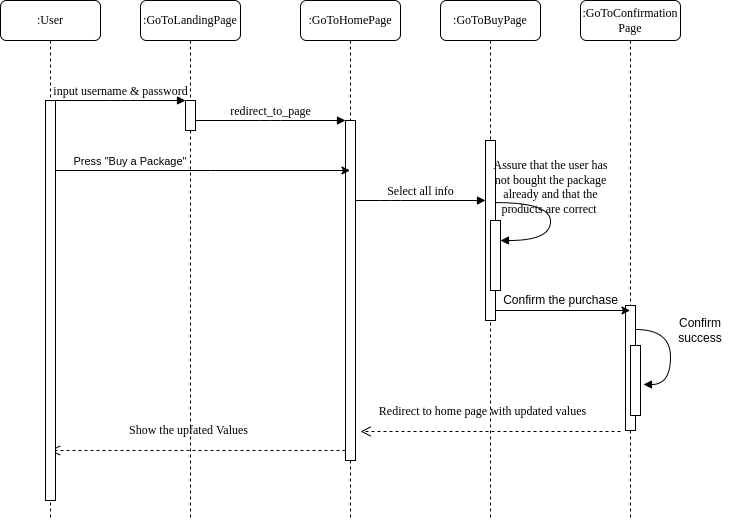 :User
:GoToLandingPage
:GoToHomePage
:GoToBuyPage
:GoToConfirmation
Page
input username & password
redirect_to_page
Press "Buy a Package"
Assure that the user has
not bought the package
already and that the
products are correct
Select all info
Confirm the purchase
Confirm
success
Redirect to home page with updated values
Show the updated Values